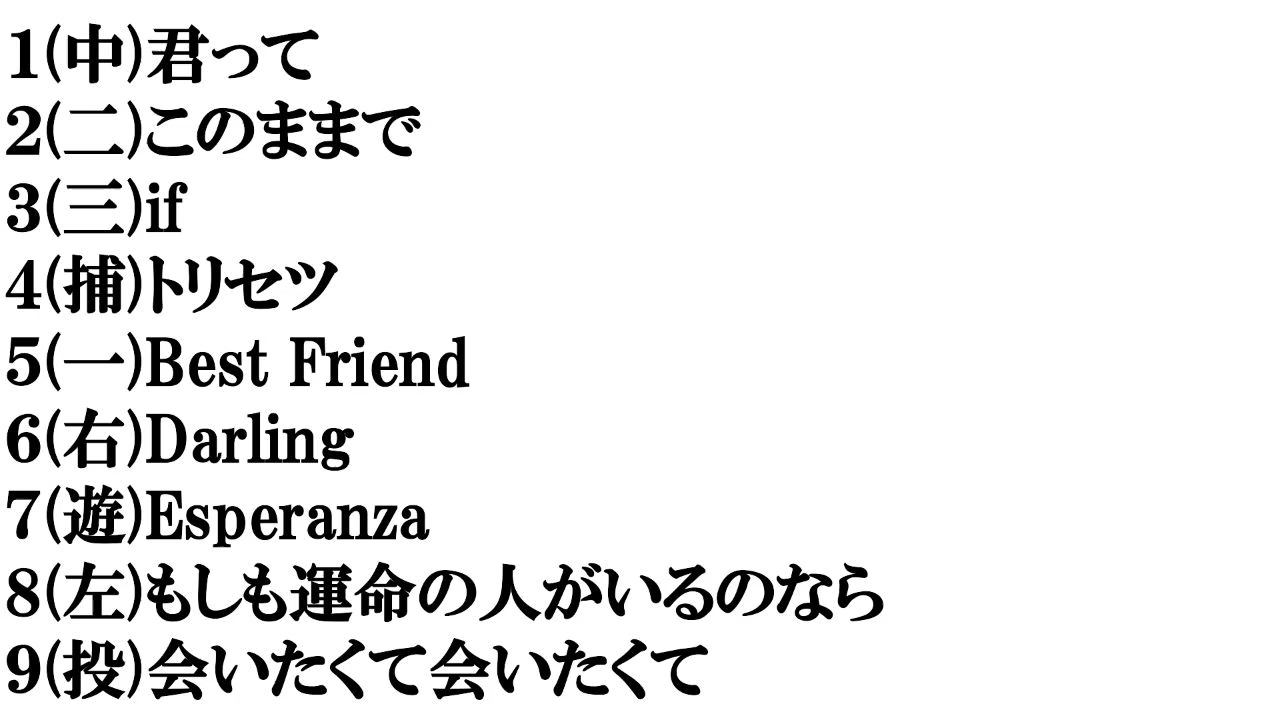 1(中)君って
2(二)このままで
3(三)if
4(捕)トリセツ
5(一)Best Friend
6(右)Darling
7(遊)Esperanza
8(左)もしも運命の人がいるのなら
9(投)会いたくて会いたくて